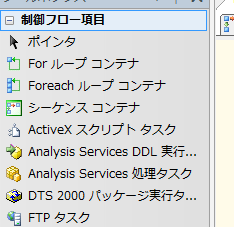 制御フロー項目
ポインタ
For ループ コンテナ
Foreach ループ コンテナ
シーケンス コンテナ
ActiveX スクリプト タスク
Analysis Services DDL 実行...
Analysis Services 処理タスク
DTS 2000 パッケージ実行タ...
FTP タスク